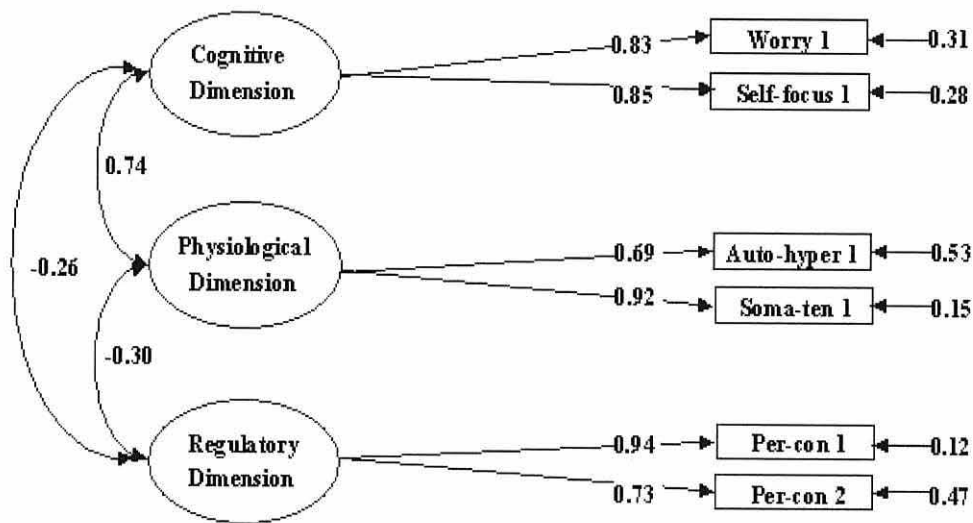 Cognitive
Dimension
0.83
Worry 1
0.31
0.85
Self-focus 1
0.28
0.74
-0.26
Physiological
Dimension
0.69
Auto-hyper 1
0.53
0.92
Soma-ten 1
0.15
-0.30
Regulatory
Dimension
0.94
Per-con 1
0.12
0.73
Per-con 2
0.47